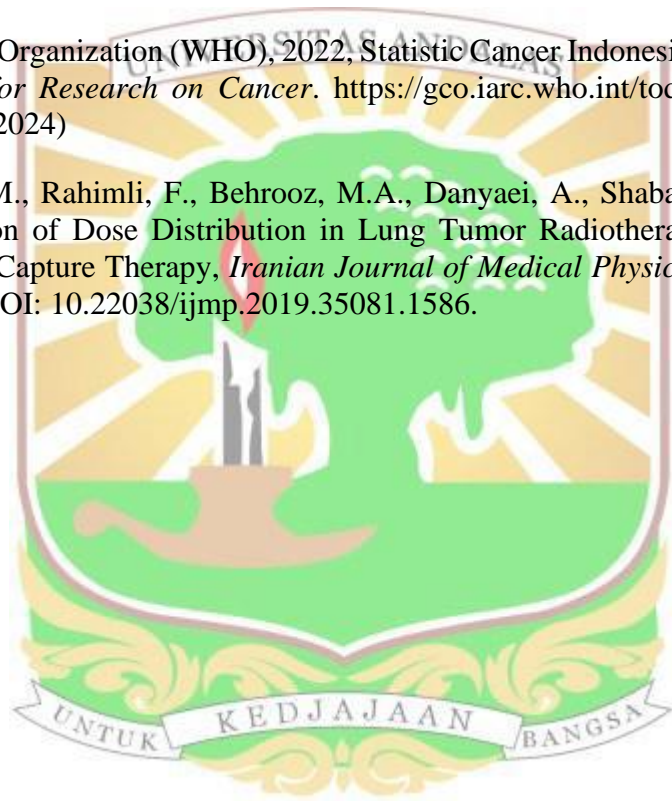 UNIVERSITAS ANDALAS
Organization (WHO), 2022, Statistic Cancer Indonesi
for Research on Cancer. https://gco.iarc.who.int/tod
2024)
M., Rahimli, F., Behrooz, M.A., Danyaei, A., Shaba
on of Dose Distribution in Lung Tumor Radiothera
Capture Therapy, Iranian Journal of Medical Physic
OI: 10.22038/ijmp.2019.35081.1586.
UNTUK KEDJAJAAN BANGSA